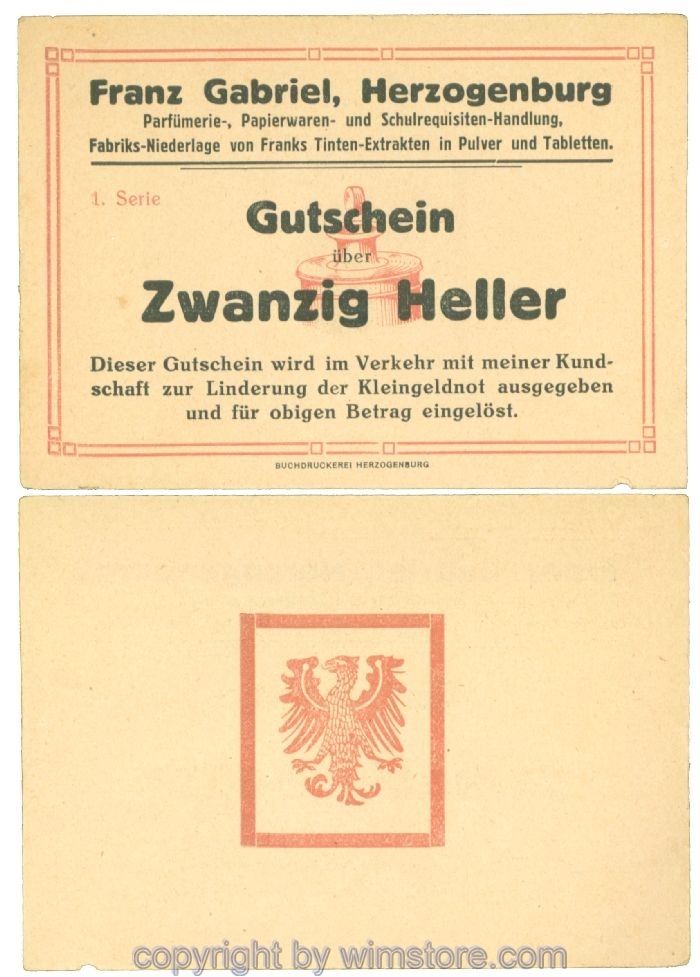 Franz Gabriel, Herzogenburg
Parfümerie-, Papierwaren- und Schulrequisiten-Handlung,
Fabriks-Niederlage von Franks Tinten-Extrakten in Pulver und Tabletten.
1. Serie
Gutschein
über
Zwanzig Heller
Dieser Gutschein wird im Verkehr mit meiner Kund-
schaft zur Linderung der Kleingeldnot ausgegeben
und für obigen Betrag eingelöst.
BUCHDRUCKEREI HERZOGENBURG
copyright by wimstore.com